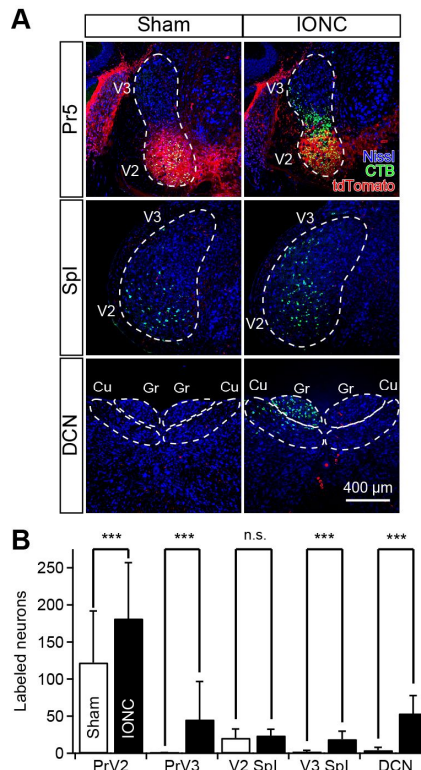 A
Sham
IONC
Pr5
V3
V2
Nissl
CTB
tdTomato
SpI
V3
V2
V3
V2
DCN
Cu
Gr
Gr
Cu
Cu
Gr
Gr
Cu
400 µm
B
***
***
n.s.
***
***
Labeled neurons
250
200
150
100
50
0
Sham
IONC
PrV2
PrV3
V2 SpI
V3 SpI
DCN